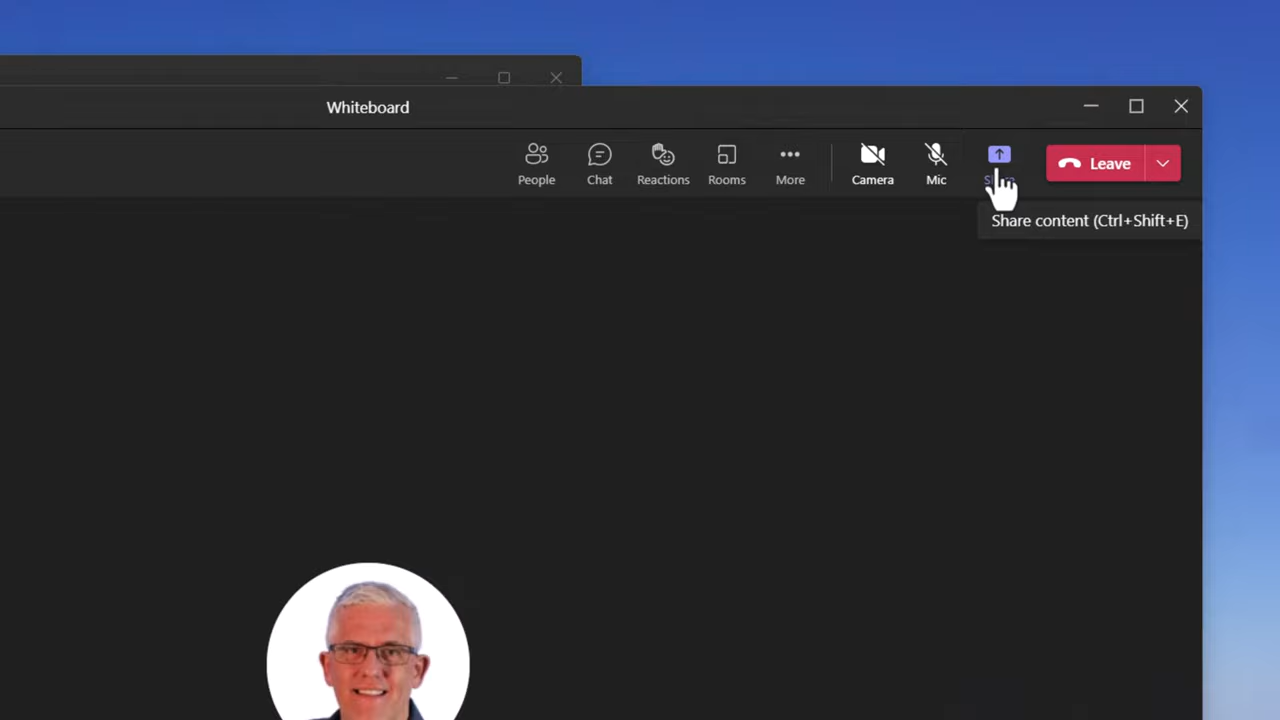 Whiteboard
People Chat Reactions Rooms More Camera Mic Leave
Share content (Ctrl+Shift+E)